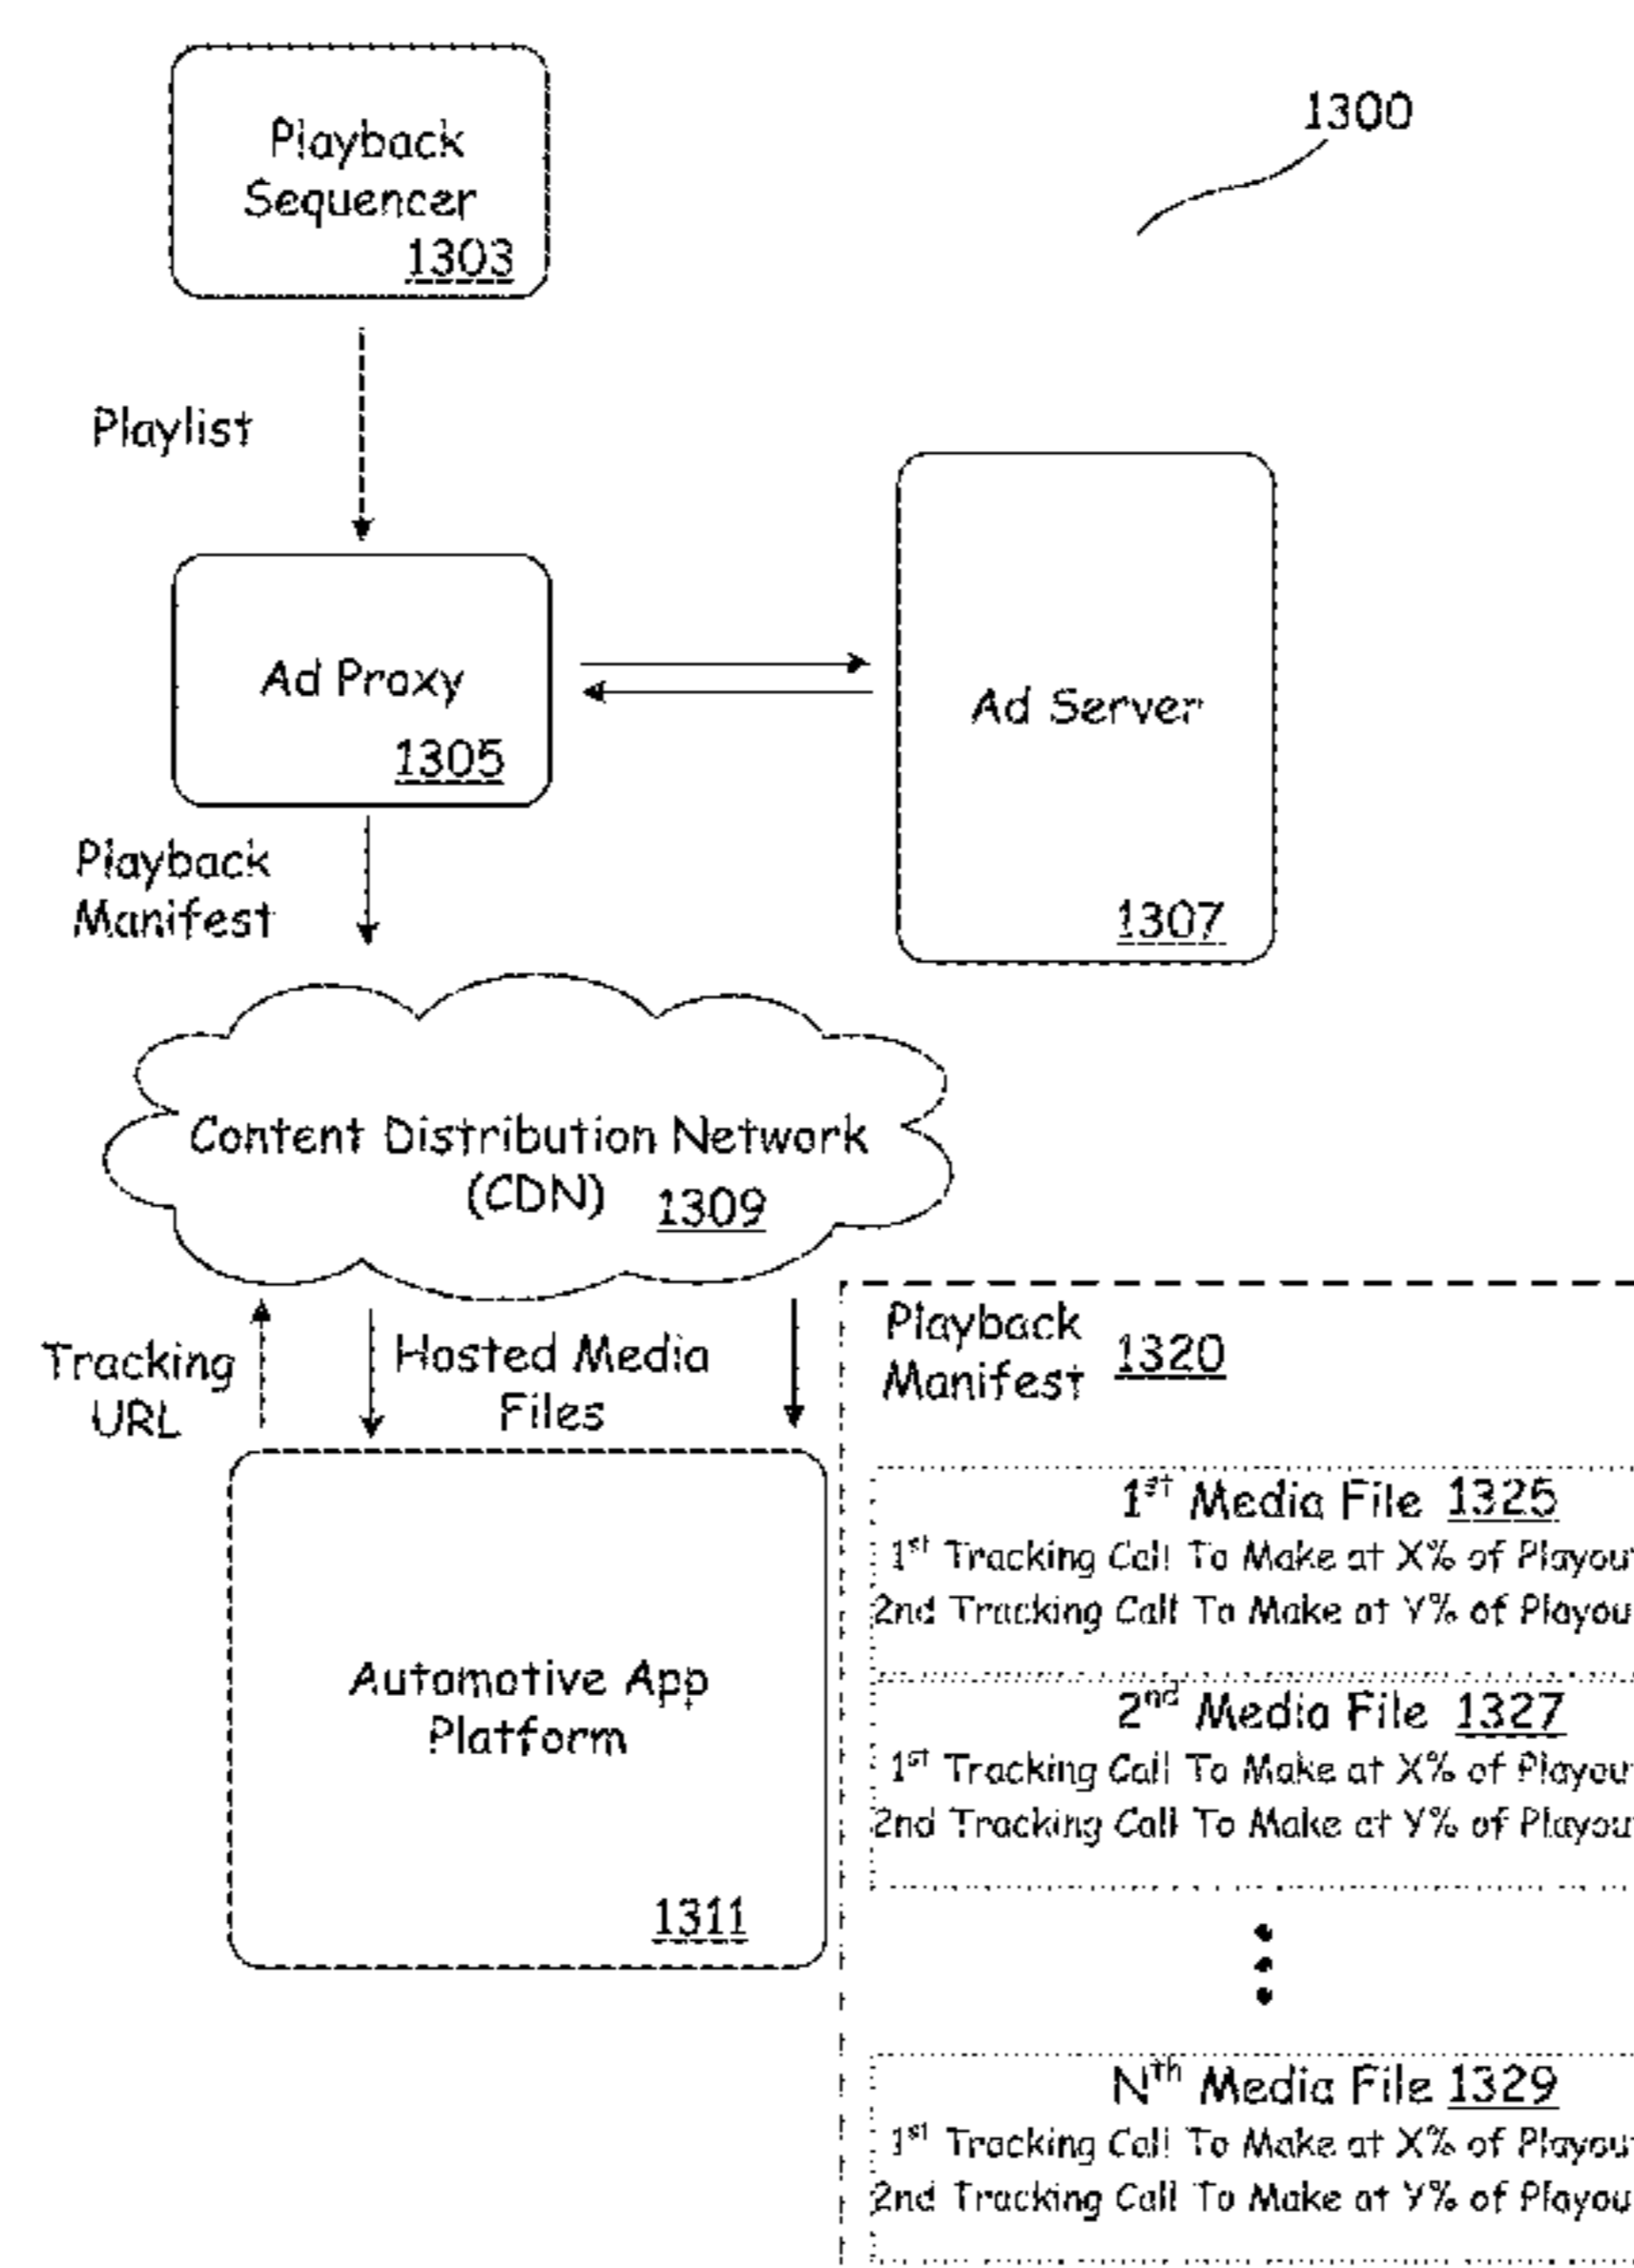 1300
Playback
Sequencer
1303
Playlist
Ad Proxy
1305
Ad Server
1307
Playback
Manifest
Content Distribution Network
(CDN) 1309
Tracking
URL
Hosted Media
Files
Automotive App
Platform
1311
Playback
Manifest 1320
1st Media File 1325
1st Tracking Call To Make at X% of Playout
2nd Tracking Call To Make at Y% of Playou
2nd Media File 1327
1st Tracking Call To Make at X% of Playout
2nd Tracking Call To Make at Y% of Playout
Nth Media File 1329
1st Tracking Call To Make at X% of Playout
2nd Tracking Call To Make at Y% of Playou